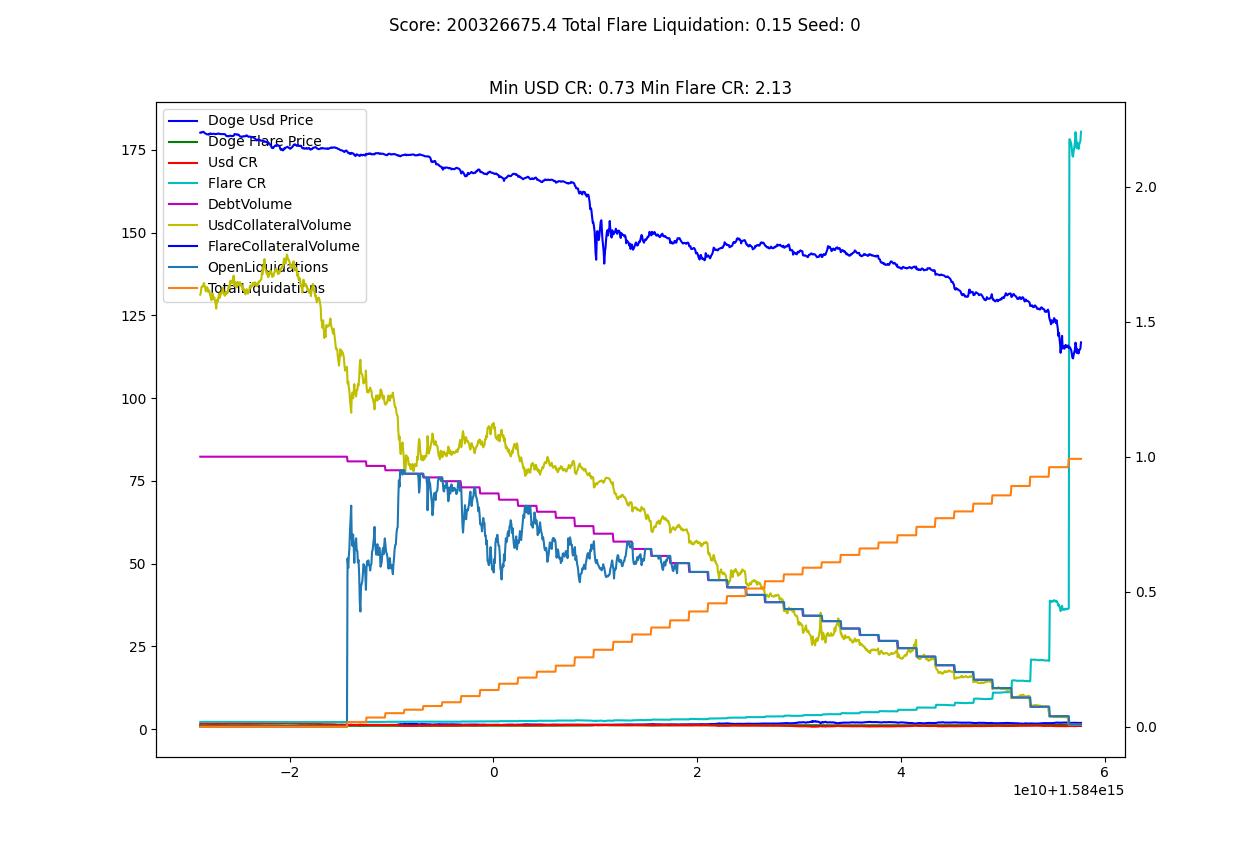 Score: 200326675.4 Total Flare Liquidation: 0.15 Seed: 0
Min USD CR: 0.73 Min Flare CR: 2.13
Doge Usd Price
Doge Flare Price
Usd CR
Flare CR
DebtVolume
UsdCollateralVolume
FlareCollateralVolume
OpenLiquidations
TotalLiquidations
175
150
125
100
75
50
25
0
2.0
1.5
1.0
0.5
0.0
−2 0 2 4 6
1e10+1.584e15